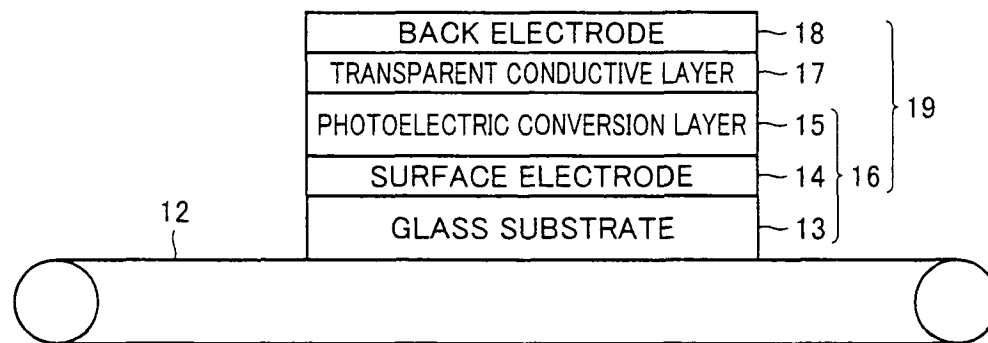 BACK ELECTRODE 18
TRANSPARENT CONDUCTIVE LAYER 17
19
PHOTOELECTRIC CONVERSION LAYER 15
SURFACE ELECTRODE 14 16
12
GLASS SUBSTRATE 13